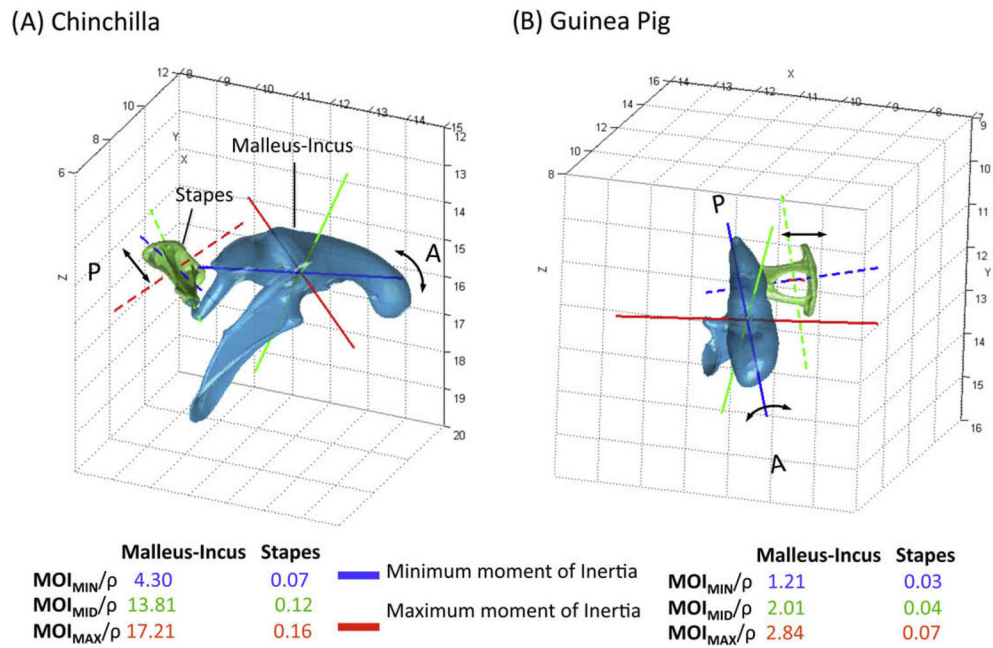 (A) Chinchilla
(B) Guinea Pig
12 8 9 10 11 12 13 14 15
10
8
6
Y
X
Z
12
13
14
15
16
17
18
19
20
Malleus-Incus
Stapes
P
A
X
16 14 13 12 11 10 9 8 7
14
12
10
8
9
10
11
12
13
14
15
16
Z
Y
P
A
Malleus-Incus Stapes
MOIMIN/ρ 4.30 0.07
MOIMID/ρ 13.81 0.12
MOIMAX/ρ 17.21 0.16
Minimum moment of Inertia
Maximum moment of Inertia
Malleus-Incus Stapes
MOIMIN/ρ 1.21 0.03
MOIMID/ρ 2.01 0.04
MOIMAX/ρ 2.84 0.07